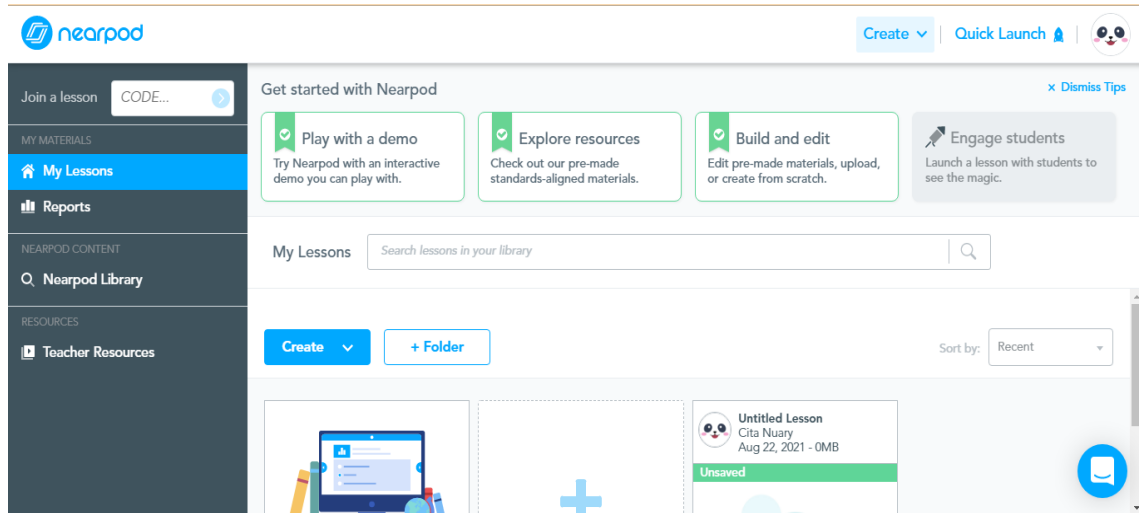 nearpod
Create
Quick Launch
Join a lesson
CODE...
MY MATERIALS
My Lessons
Reports
NEARPOD CONTENT
Nearpod Library
RESOURCES
Teacher Resources
Get started with Nearpod
× Dismiss Tips
Play with a demo
Try Nearpod with an interactive
demo you can play with.
Explore resources
Check out our pre-made
standards-aligned materials.
Build and edit
Edit pre-made materials, upload,
or create from scratch.
Engage students
Launch a lesson with students to
see the magic.
My Lessons
Search lessons in your library
Create
+ Folder
Sort by:
Recent
Untitled Lesson
Cita Nuary
Aug 22, 2021 - 0MB
Unsaved